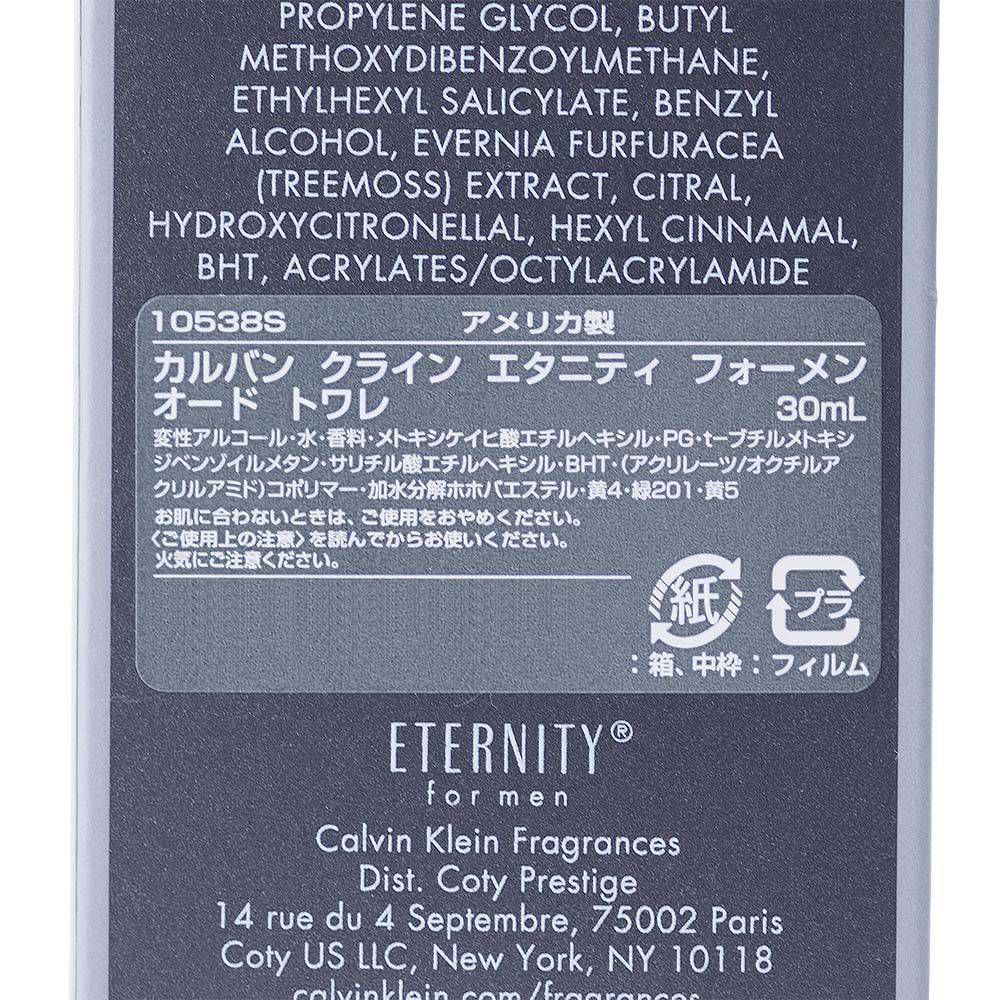 PROPYLENE GLYCOL, BUTYL
METHOXYDIBENZOYLMETHANE,
ETHYLHEXYL SALICYLATE, BENZYL
ALCOHOL, EVERNIA FURFURACEA
(TREEMOSS) EXTRACT, CITRAL,
HYDROXYCITRONELLAL, HEXYL CINNAMAL,
BHT, ACRYLATES/OCTYLACRYLAMIDE
10538S アメリカ製
カルバン クライン エタニティ フォーメン
オード トワレ 30mL
変性アルコール・水・香料・メトキシケイヒ酸エチルヘキシル・PG・t-ブチルメトキシ
ジベンゾイルメタン・サリチル酸エチルヘキシル・BHT・(アクリレーツ/オクチルア
クリルアミド)コポリマー・加水分解ホホバエステル・黄4・緑201・黄5
お肌に合わないときは、ご使用をおやめください。
〈ご使用上の注意〉を読んでからお使いください。
火気にご注意ください。
紙 プラ
：箱、中枠：フィルム
ETERNITY®
for men
Calvin Klein Fragrances
Dist. Coty Prestige
14 rue du 4 Septembre, 75002 Paris
Coty US LLC, New York, NY 10118
calvinklein.com/fragrances